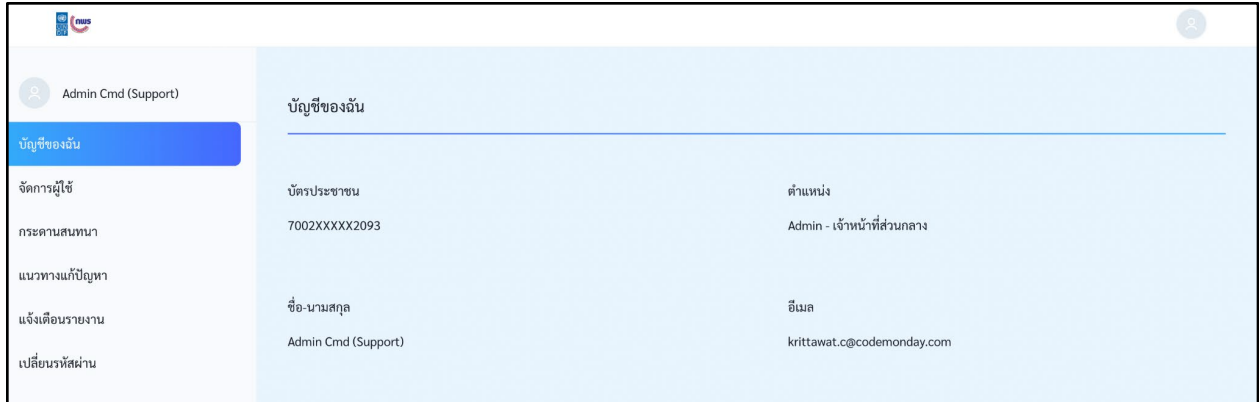 กพส
Admin Cmd (Support)
บัญชีของฉัน
จัดการผู้ใช้
กระดานสนทนา
แนวทางแก้ปัญหา
แจ้งเตือนรายงาน
เปลี่ยนรหัสผ่าน
บัญชีของฉัน
บัตรประชาชน
7002XXXXX2093
ตำแหน่ง
Admin - เจ้าหน้าที่ส่วนกลาง
ชื่อ-นามสกุล
Admin Cmd (Support)
อีเมล
krittawat.c@codemonday.com